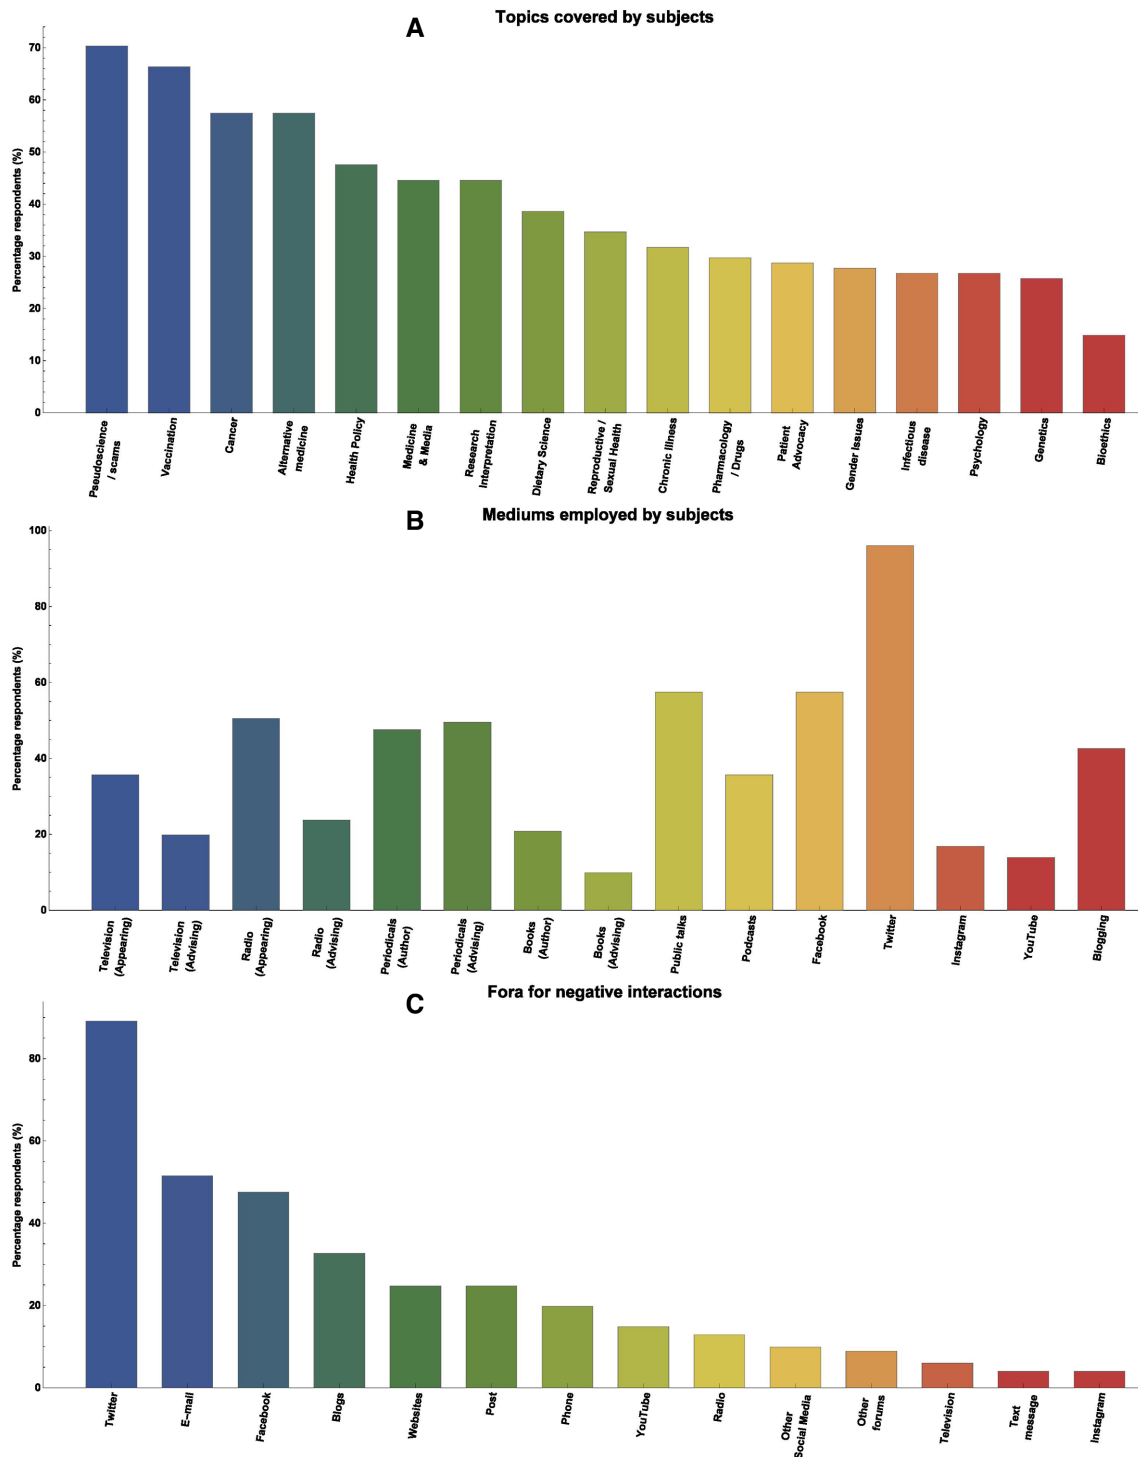 A
Topics covered by subjects
Percentage respondents (%)
70
60
50
40
30
20
10
0
Pseudoscience
/ scams
Vaccination
Cancer
Alternative
medicine
Health Policy
Medicine
& Media
Research
Interpretation
Dietary Science
Reproductive /
Sexual Health
Chronic Illness
Pharmacology
/ Drugs
Patient
Advocacy
Gender Issues
Infectious
disease
Psychology
Genetics
Bioethics
B
Mediums employed by subjects
Percentage respondents (%)
100
80
60
40
20
0
Television
(Appearing)
Television
(Advising)
Radio
(Appearing)
Radio
(Advising)
Periodicals
(Author)
Periodicals
(Advising)
Books
(Author)
Books
(Advising)
Public talks
Podcasts
Facebook
Twitter
Instagram
YouTube
Blogging
C
Fora for negative interactions
Percentage respondents (%)
80
60
40
20
0
Twitter
E–mail
Facebook
Blogs
Websites
Post
Phone
YouTube
Radio
Other
Social Media
Other
forums
Television
Text
message
Instagram